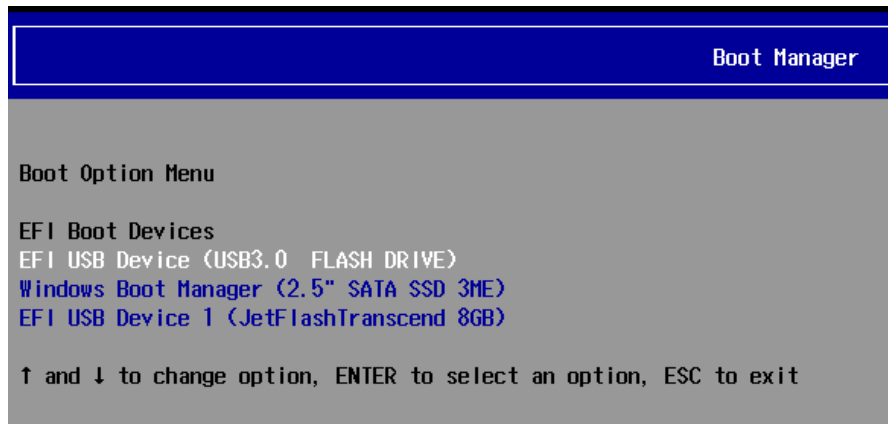 Boot Manager
Boot Option Menu
EFI Boot Devices
EFI USB Device (USB3.0  FLASH DRIVE)
Windows Boot Manager (2.5" SATA SSD 3ME)
EFI USB Device 1 (JetFlashTranscend 8GB)
↑ and ↓ to change option, ENTER to select an option, ESC to exit